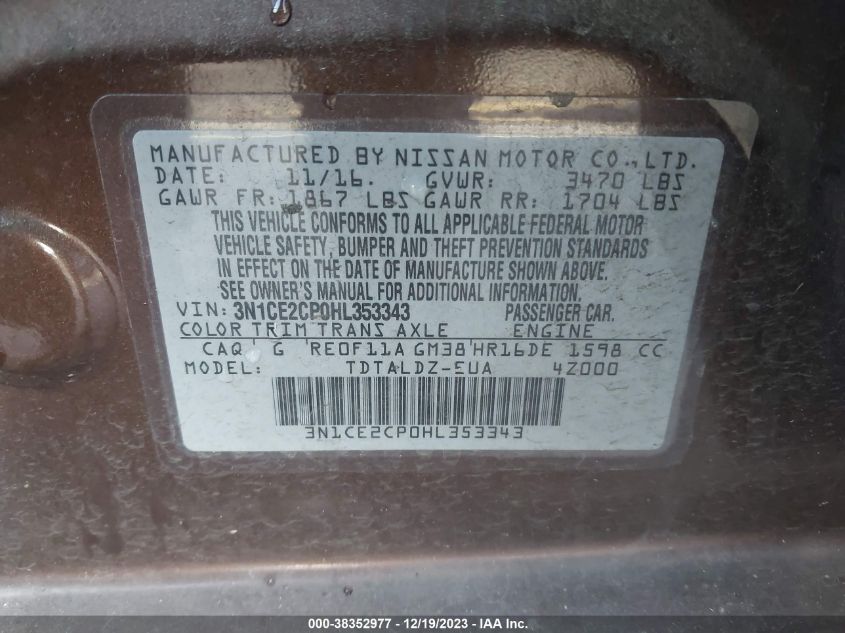 MANUFACTURED BY NISSAN MOTOR CO.,LTD.
DATE: 11/16. GVWR: 3470 LBS
GAWR FR: 1867 LBS GAWR RR: 1704 LBS
THIS VEHICLE CONFORMS TO ALL APPLICABLE FEDERAL MOTOR
VEHICLE SAFETY, BUMPER AND THEFT PREVENTION STANDARDS
IN EFFECT ON THE DATE OF MANUFACTURE SHOWN ABOVE.
SEE OWNER'S MANUAL FOR ADDITIONAL INFORMATION.
VIN: 3N1CE2CP0HL353343 PASSENGER CAR.
COLOR TRIM TRANS AXLE ENGINE
CAQ G RE0F11A GM38 HR16DE 1598 CC
MODEL: TDTALDZ-EUA 4Z000
3N1CE2CP0HL353343
000-38352977 - 12/19/2023 - IAA Inc.